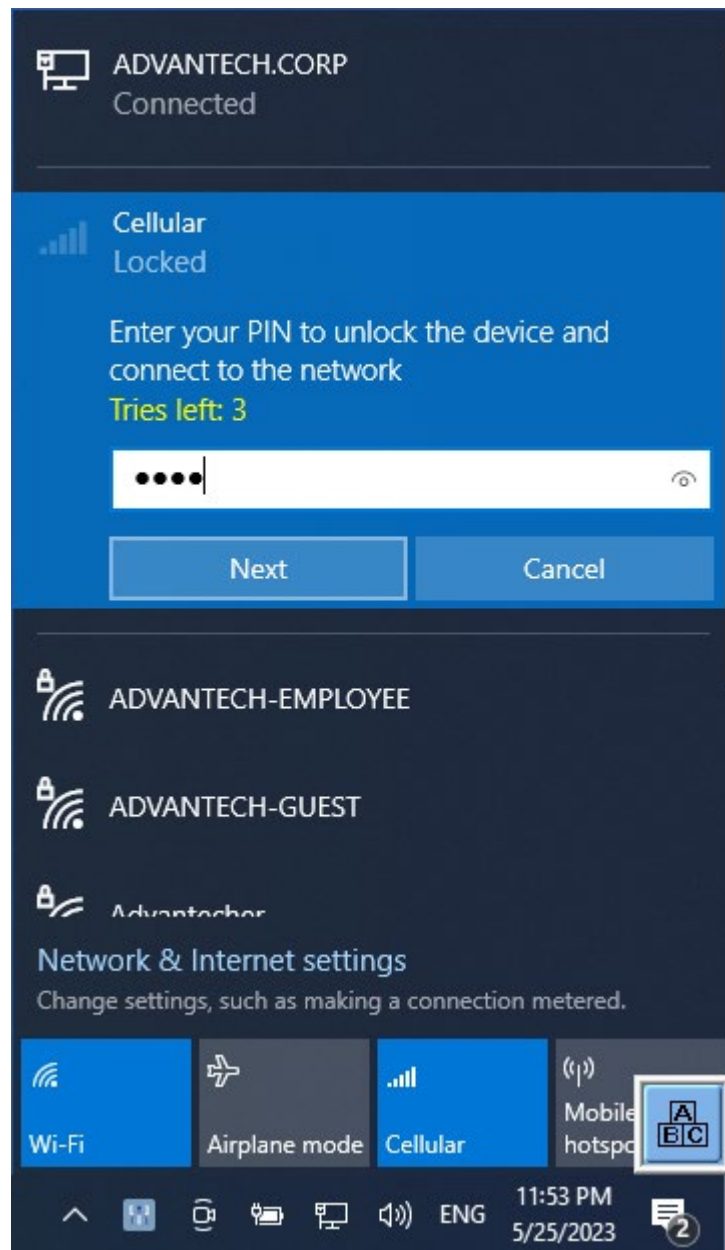 ADVANTECH.CORP
Connected
Cellular
Locked
Enter your PIN to unlock the device and
connect to the network
Tries left: 3
••••
Next Cancel
ADVANTECH-EMPLOYEE
ADVANTECH-GUEST
Advantecher
Network & Internet settings
Change settings, such as making a connection metered.
Wi-Fi
Airplane mode
Cellular
Mobile
A
B C
ENG
11:53 PM
5/25/2023
2